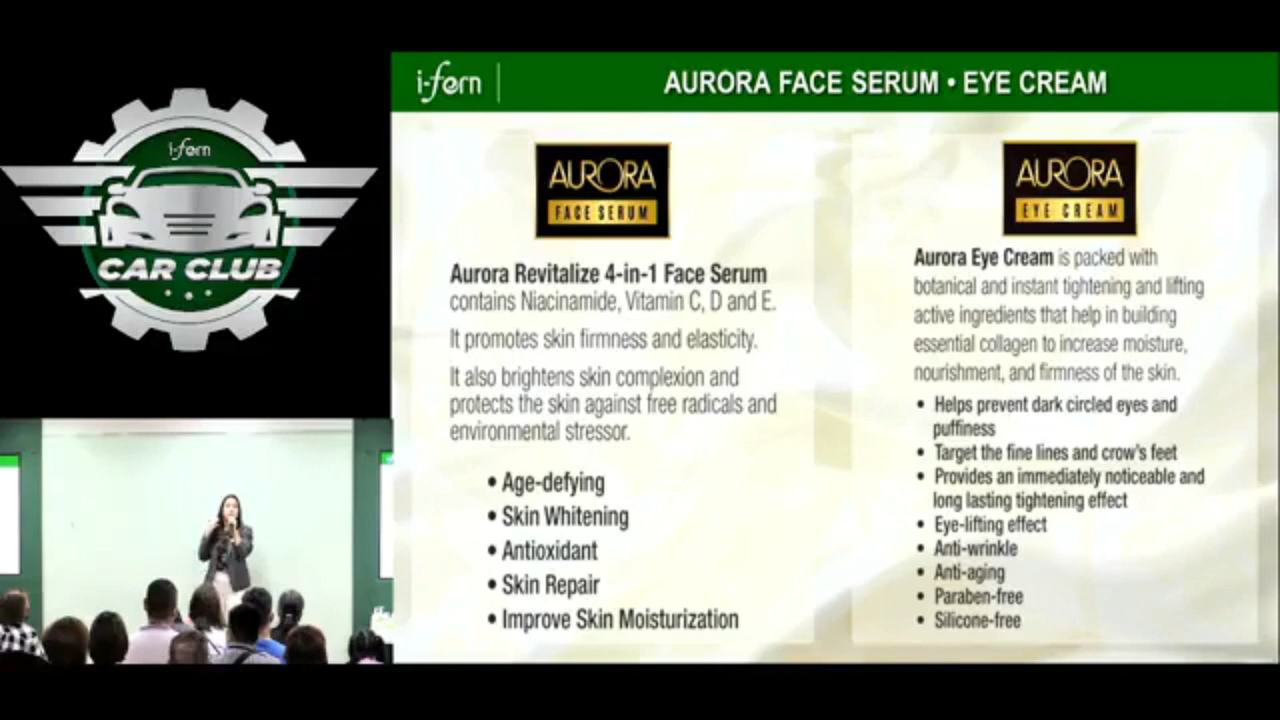 i-fern
CAR CLUB
i-fern
AURORA FACE SERUM • EYE CREAM
AURORA
FACE SERUM
Aurora Revitalize 4-in-1 Face Serum
contains Niacinamide, Vitamin C, D and E.
It promotes skin firmness and elasticity.
It also brightens skin complexion and
protects the skin against free radicals and
environmental stressor.
• Age-defying
• Skin Whitening
• Antioxidant
• Skin Repair
• Improve Skin Moisturization
AURORA
EYE CREAM
Aurora Eye Cream is packed with
botanical and instant tightening and lifting
active ingredients that help in building
essential collagen to increase moisture,
nourishment, and firmness of the skin.
• Helps prevent dark circled eyes and
puffiness
• Target the fine lines and crow's feet
• Provides an immediately noticeable and
long lasting tightening effect
• Eye-lifting effect
• Anti-wrinkle
• Anti-aging
• Paraben-free
• Silicone-free